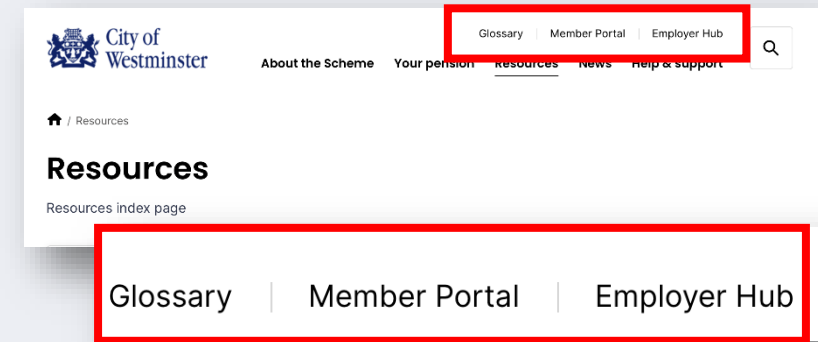 Glossary Member Portal Employer Hub
City of
Westminster
About the Scheme Your pension Resources News Help & support
/ Resources
Resources
Resources index page
Glossary Member Portal Employer Hub